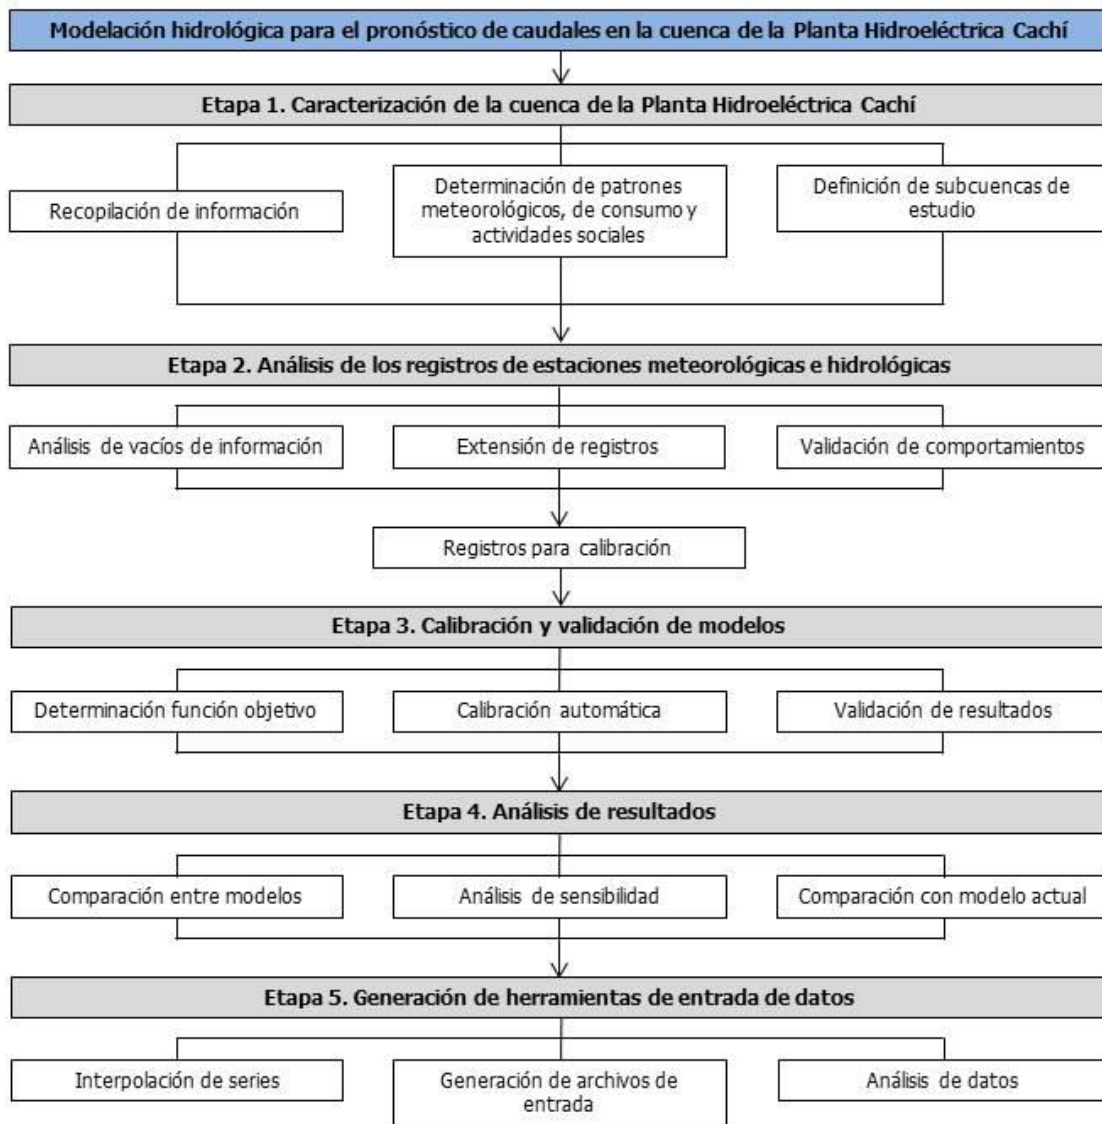 Modelación hidrológica para el pronóstico de caudales en la cuenca de la Planta Hidroeléctrica Cachí
Etapa 1. Caracterización de la cuenca de la Planta Hidroeléctrica Cachí
Recopilación de información
Determinación de patrones
meteorológicos, de consumo y
actividades sociales
Definición de subcuencas de
estudio
Etapa 2. Análisis de los registros de estaciones meteorológicas e hidrológicas
Análisis de vacíos de información
Extensión de registros
Validación de comportamientos
Registros para calibración
Etapa 3. Calibración y validación de modelos
Determinación función objetivo
Calibración automática
Validación de resultados
Etapa 4. Análisis de resultados
Comparación entre modelos
Análisis de sensibilidad
Comparación con modelo actual
Etapa 5. Generación de herramientas de entrada de datos
Interpolación de series
Generación de archivos de
entrada
Análisis de datos